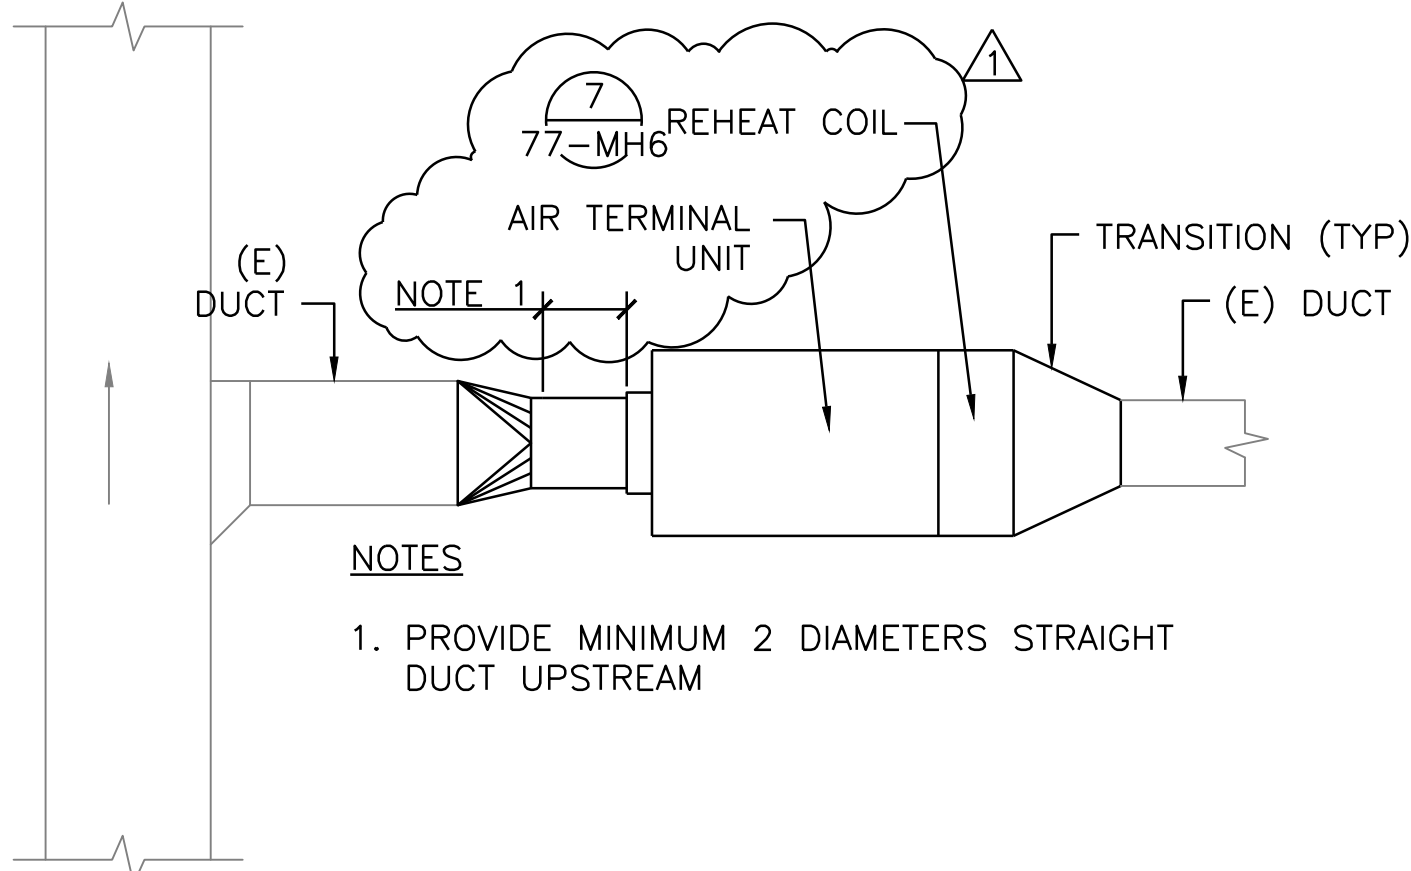 1
7
77-MH6
REHEAT COIL
AIR TERMINAL
UNIT
TRANSITION (TYP)
(E)
DUCT
NOTE 1
(E) DUCT
NOTES
1. PROVIDE MINIMUM 2 DIAMETERS STRAIGHT
DUCT UPSTREAM